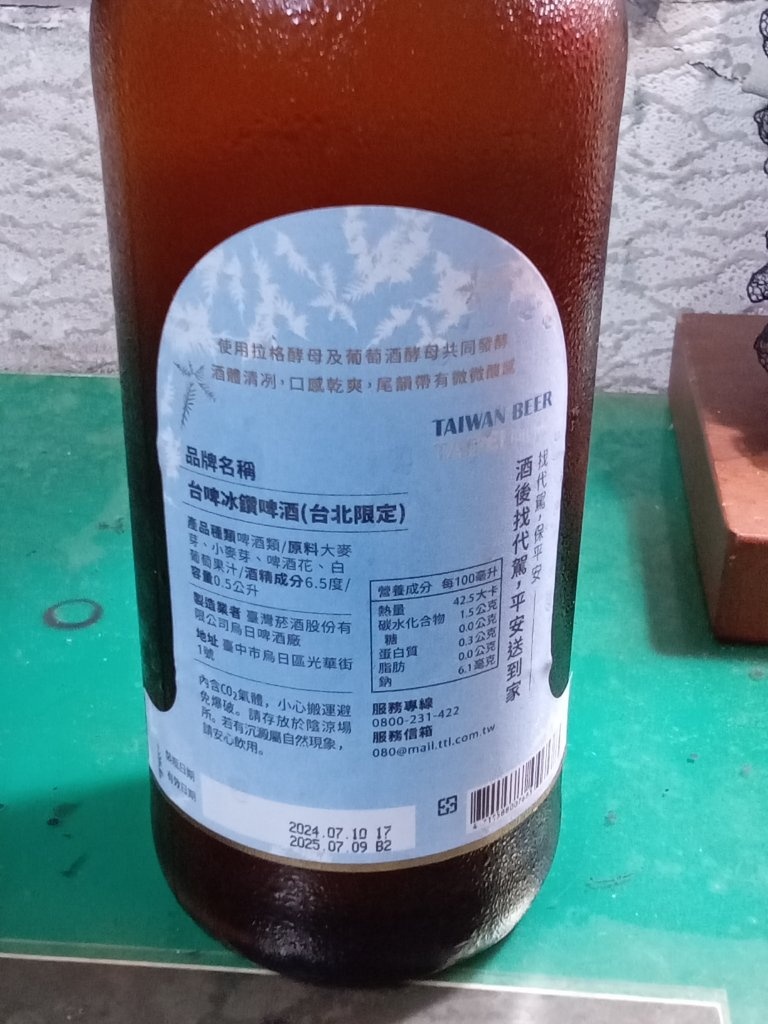 使用拉格酵母及葡萄酒酵母共同發酵
酒體清冽，口感乾爽，尾韻帶有微微酸感
TAIWAN BEER
品牌名稱
台啤冰鑽啤酒(台北限定)
產品種類啤酒類/原料大麥
芽、小麥芽、啤酒花、白
葡萄果汁/酒精成分6.5度/
容量0.5公升
製造業者 臺灣菸酒股份有
限公司烏日啤酒廠
地址 臺中市烏日區光華街
1號
內含CO₂氣體，小心搬運避
免爆破。請存放於陰涼場
所。若有沉澱屬自然現象，
請安心飲用。
營養成分 每100毫升
熱量 42.5大卡
碳水化合物 1.5公克
糖 0.0公克
蛋白質 0.3公克
脂肪 0.0公克
鈉 6.1毫克
服務專線
0800-231-422
服務信箱
080@mail.ttl.com.tw
找代駕，保平安
酒後找代駕，平安送到家
裝瓶日期
有效日期
2024.07.10 17
2025.07.09 B2